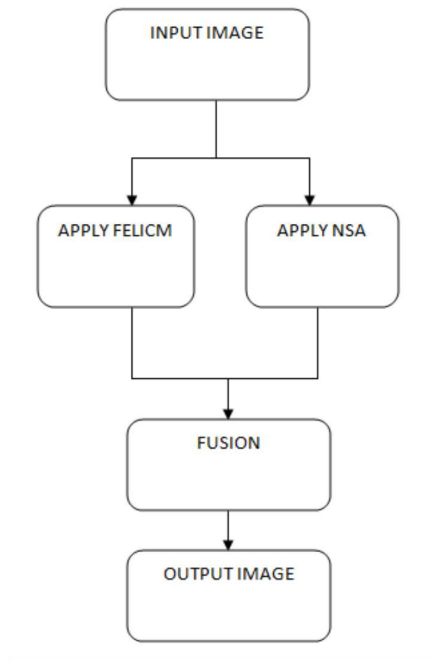 INPUT IMAGE
APPLY FELICM
APPLY NSA
FUSION
OUTPUT IMAGE